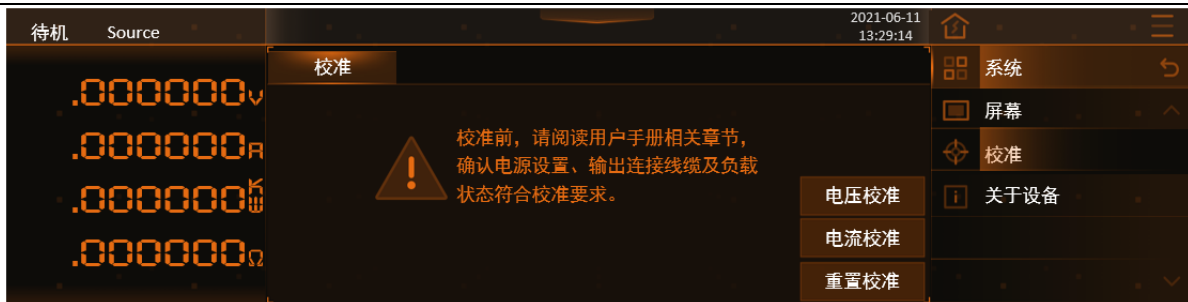 待机 Source
2021-06-11
13:29:14
.000000V
.000000A
.000000KW
.000000Ω
校准
校准前，请阅读用户手册相关章节，
确认电源设置、输出连接线缆及负载
状态符合校准要求。
电压校准
电流校准
重置校准
系统
屏幕
校准
关于设备